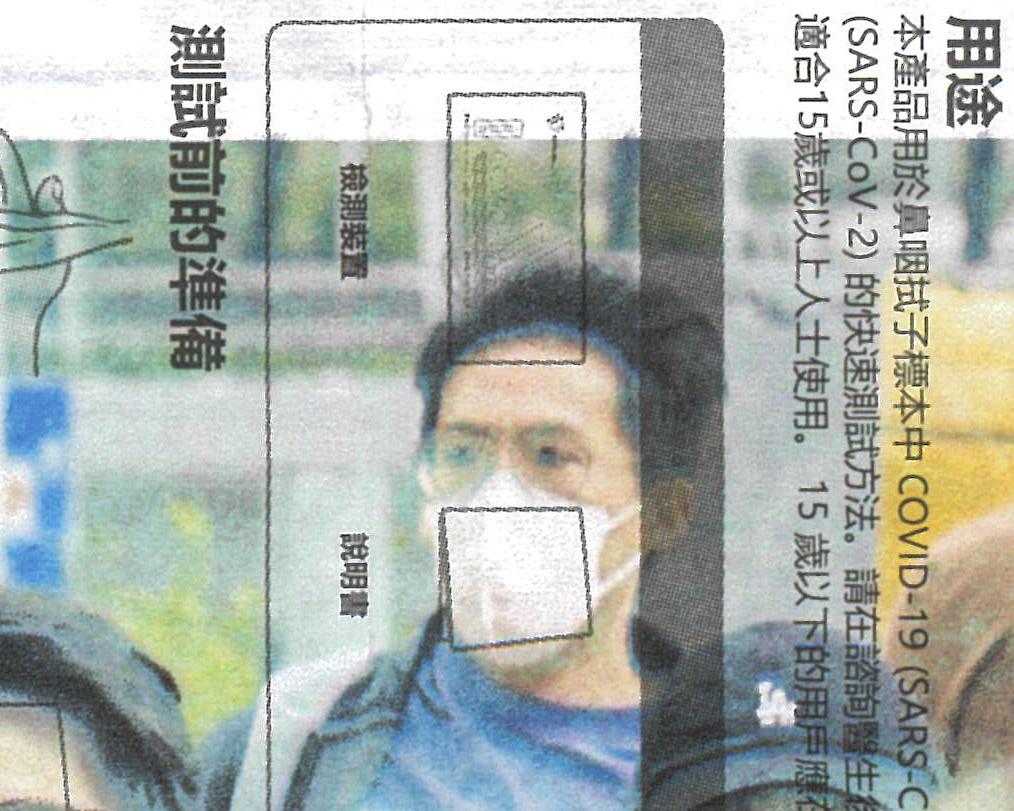 用途
本產品用於鼻咽拭子標本中 COVID-19 (SARS-C
(SARS-CoV-2) 的快速測試方法。請在諮詢醫生
適合15歲或以上人士使用。 15 歲以下的用戶應
檢測裝置
說明書
測試前的準備